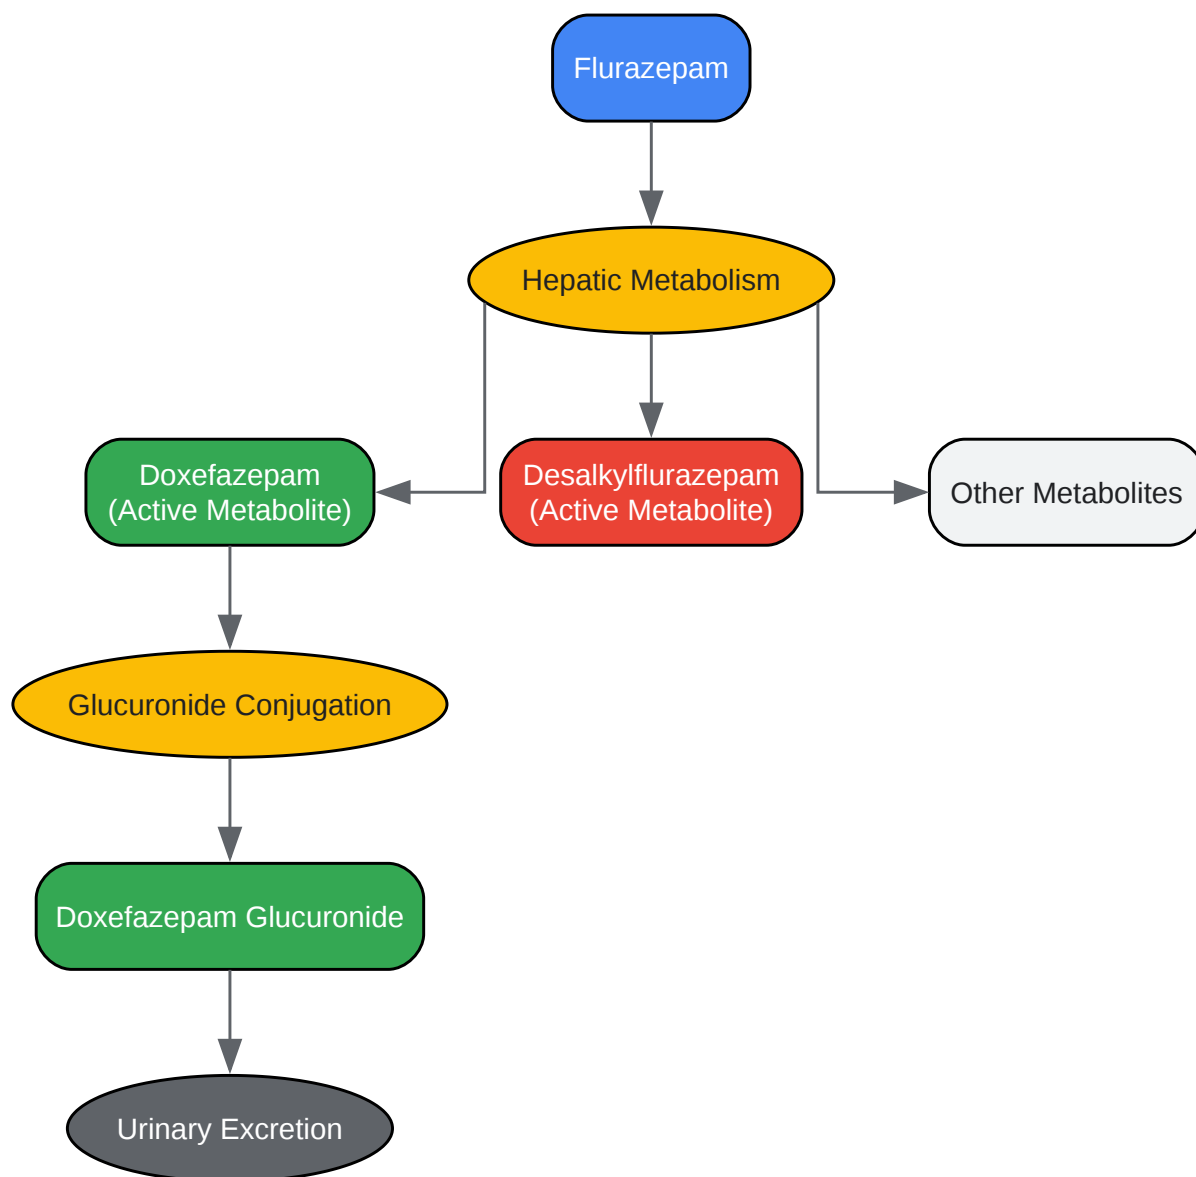 Flurazepam
Hepatic Metabolism
Doxefazepam
(Active Metabolite)
Desalkylflurazepam
(Active Metabolite)
Other Metabolites
Glucuronide Conjugation
Doxefazepam Glucuronide
Urinary Excretion